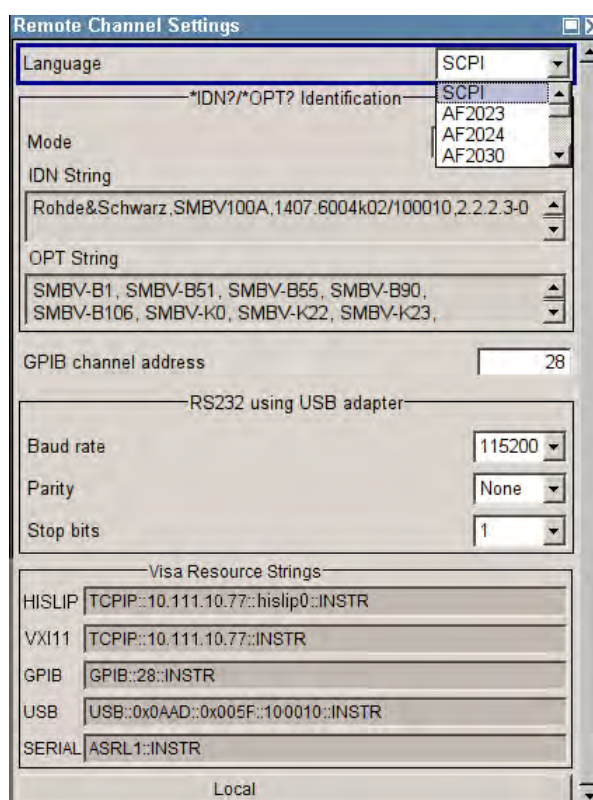 Remote Channel Settings
Language SCPI
SCPI
AF2023
AF2024
AF2030
*IDN?/*OPT? Identification
Mode
IDN String
Rohde&Schwarz,SMBV100A,1407.6004k02/100010,2.2.2.3-0
OPT String
SMBV-B1, SMBV-B51, SMBV-B55, SMBV-B90,
SMBV-B106, SMBV-K0, SMBV-K22, SMBV-K23,
GPIB channel address 28
RS232 using USB adapter
Baud rate 115200
Parity None
Stop bits 1
Visa Resource Strings
HISLIP TCPIP::10.111.10.77::hislip0::INSTR
VXI11 TCPIP::10.111.10.77::INSTR
GPIB GPIB::28::INSTR
USB USB::0x0AAD::0x005F::100010::INSTR
SERIAL ASRL1::INSTR
Local